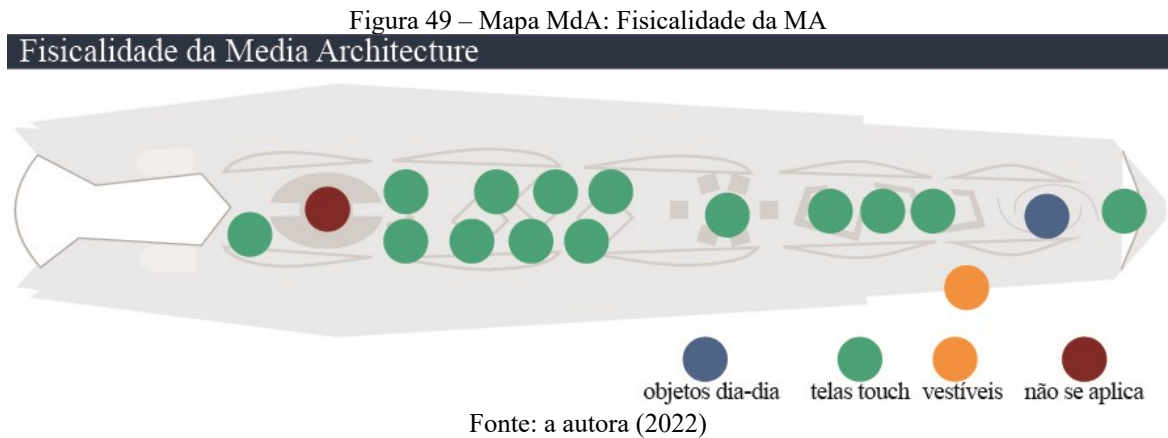 Figura 49 – Mapa MdA: Fisicalidade da MA
Fisicalidade da Media Architecture
objetos dia-dia telas touch vestíveis não se aplica
Fonte: a autora (2022)